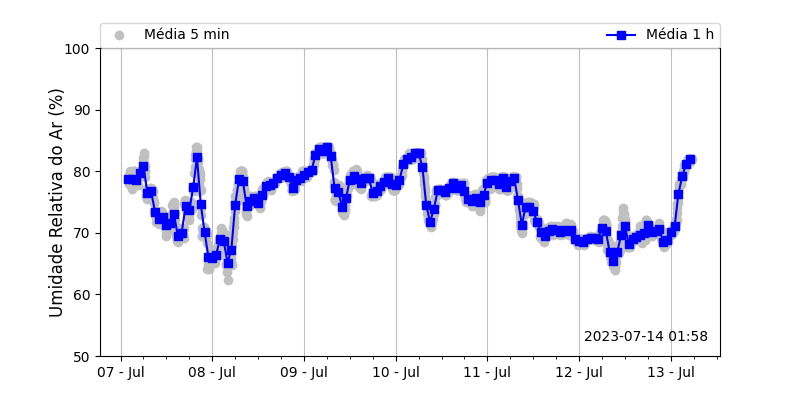 Média 5 min
Média 1 h
Umidade Relativa do Ar (%)
100
90
80
70
60
50
2023-07-14 01:58
07 - Jul
08 - Jul
09 - Jul
10 - Jul
11 - Jul
12 - Jul
13 - Jul